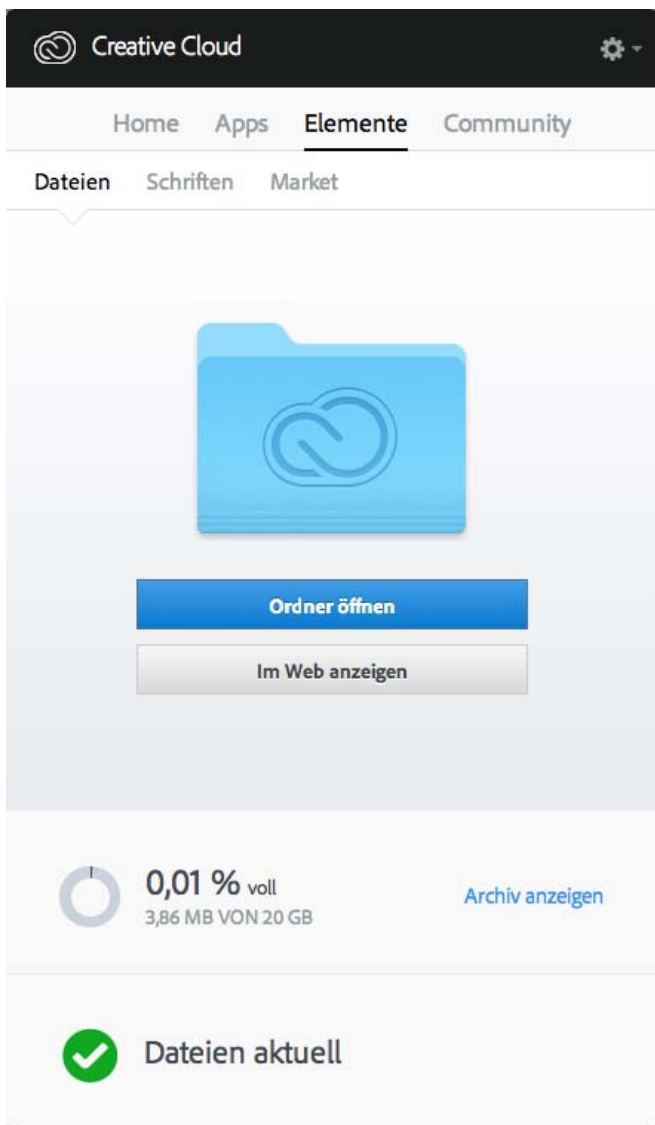 Creative Cloud
Home Apps Elemente Community
Dateien Schriften Market
Ordner öffnen
Im Web anzeigen
0,01 % voll
3,86 MB VON 20 GB
Archiv anzeigen
Dateien aktuell